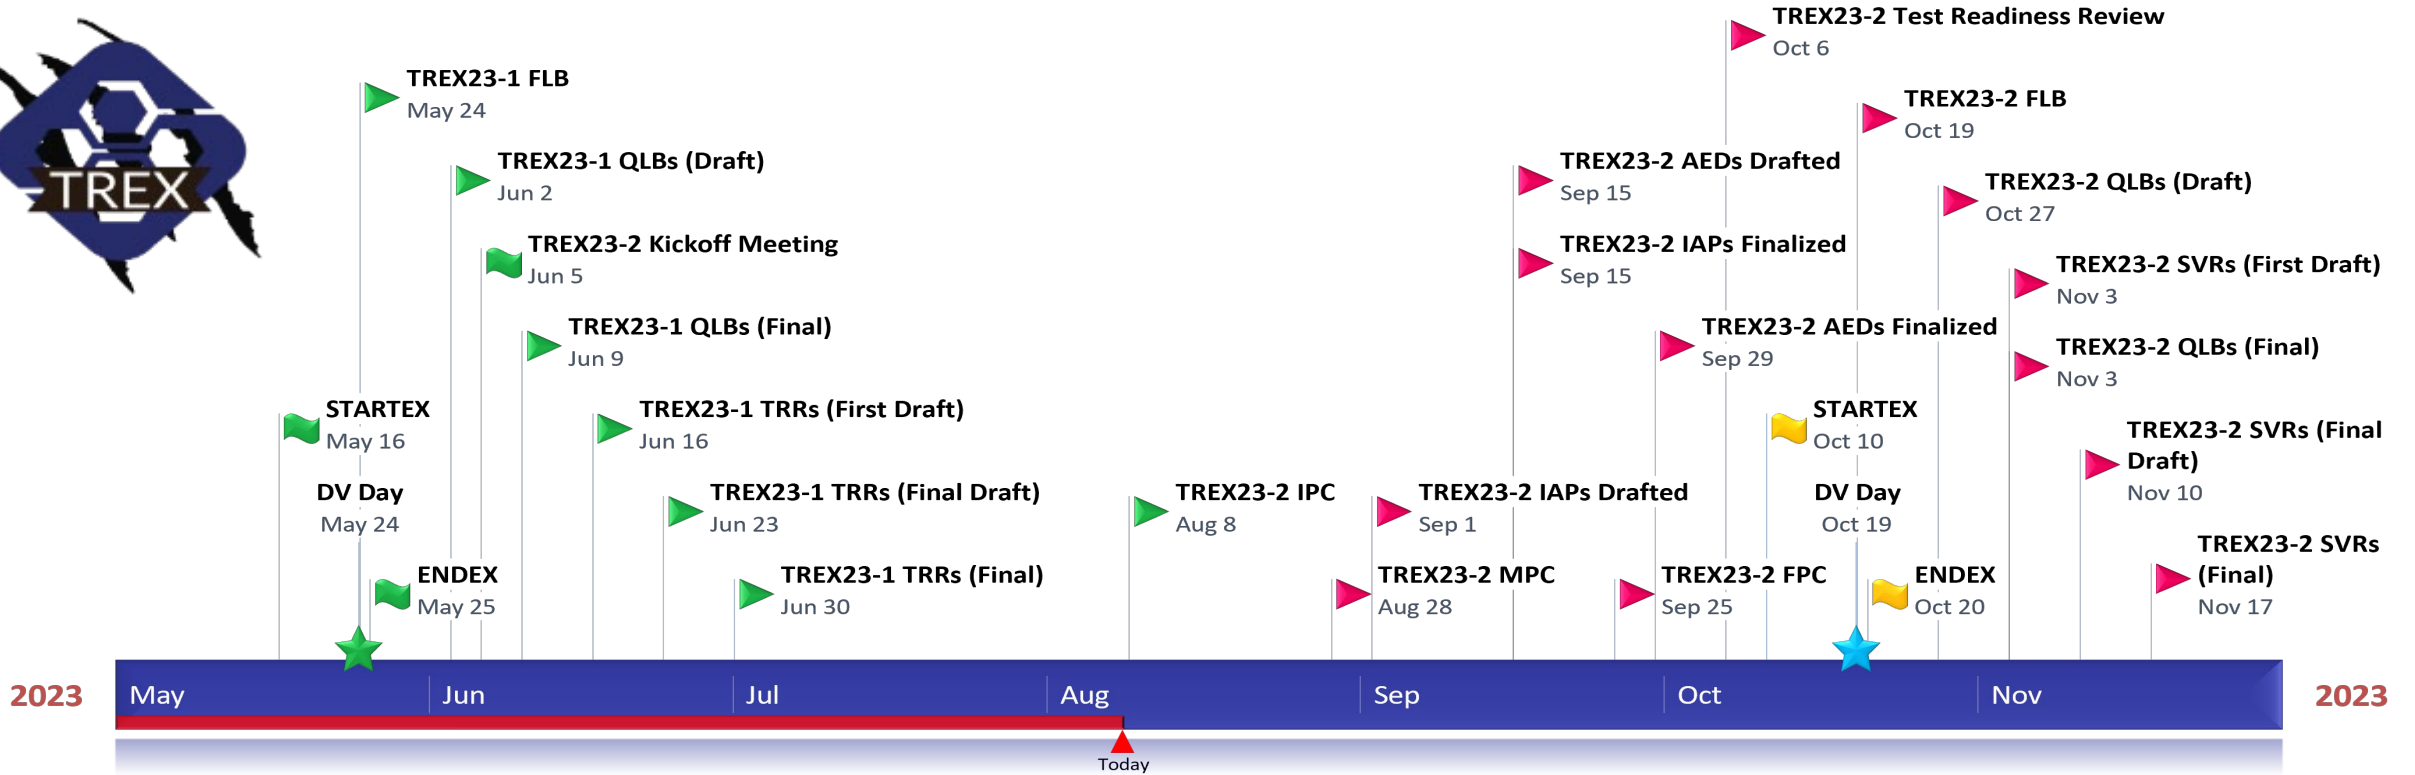 TREX
TREX23-1 FLB
May 24
TREX23-1 QLBs (Draft)
Jun 2
TREX23-2 Kickoff Meeting
Jun 5
TREX23-1 QLBs (Final)
Jun 9
STARTEX
May 16
TREX23-1 TRRs (First Draft)
Jun 16
DV Day
May 24
TREX23-1 TRRs (Final Draft)
Jun 23
ENDEX
May 25
TREX23-1 TRRs (Final)
Jun 30
TREX23-2 IPC
Aug 8
TREX23-2 Test Readiness Review
Oct 6
TREX23-2 FLB
Oct 19
TREX23-2 AEDs Drafted
Sep 15
TREX23-2 QLBs (Draft)
Oct 27
TREX23-2 IAPs Finalized
Sep 15
TREX23-2 SVRs (First Draft)
Nov 3
TREX23-2 AEDs Finalized
Sep 29
TREX23-2 QLBs (Final)
Nov 3
STARTEX
Oct 10
TREX23-2 SVRs (Final
Draft)
Nov 10
TREX23-2 IAPs Drafted
Sep 1
DV Day
Oct 19
TREX23-2 MPC
Aug 28
TREX23-2 FPC
Sep 25
ENDEX
Oct 20
TREX23-2 SVRs
(Final)
Nov 17
2023
May
Jun
Jul
Aug
Sep
Oct
Nov
2023
Today